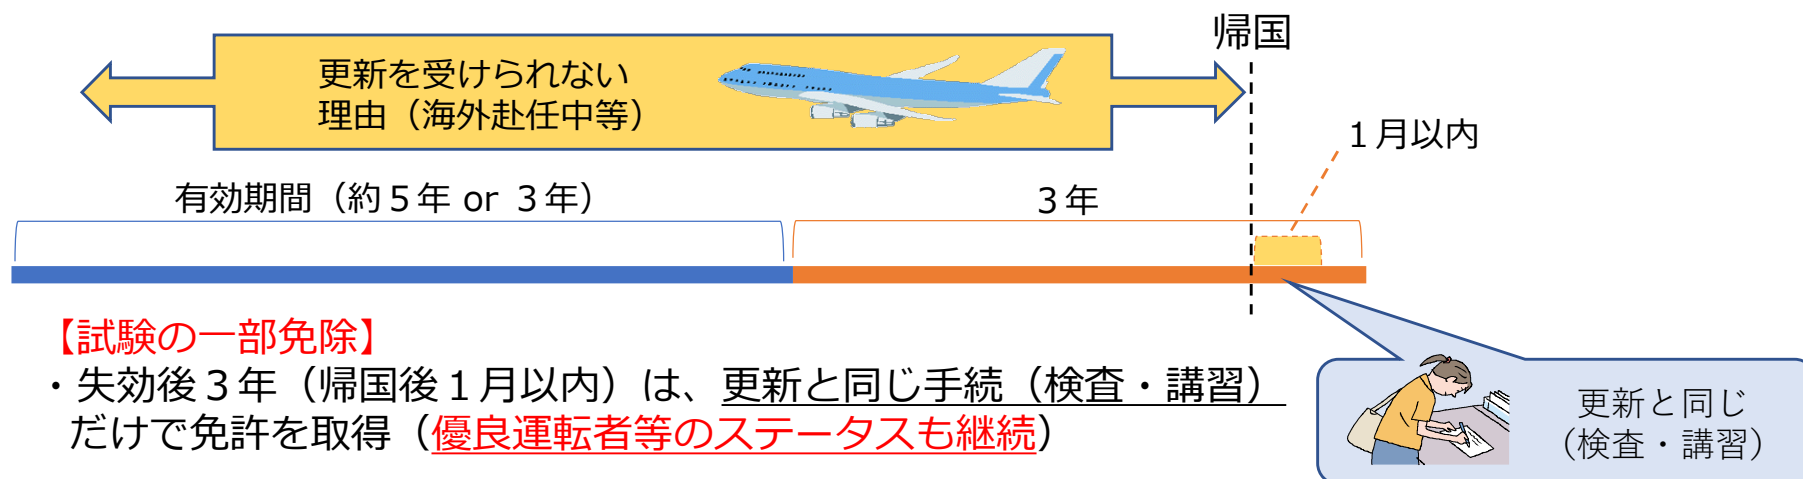 帰国
更新を受けられない
理由（海外赴任中等）
１月以内
有効期間（約５年 or ３年）
３年
【試験の一部免除】
・失効後３年（帰国後１月以内）は、更新と同じ手続（検査・講習）
だけで免許を取得（優良運転者等のステータスも継続）
更新と同じ
（検査・講習）